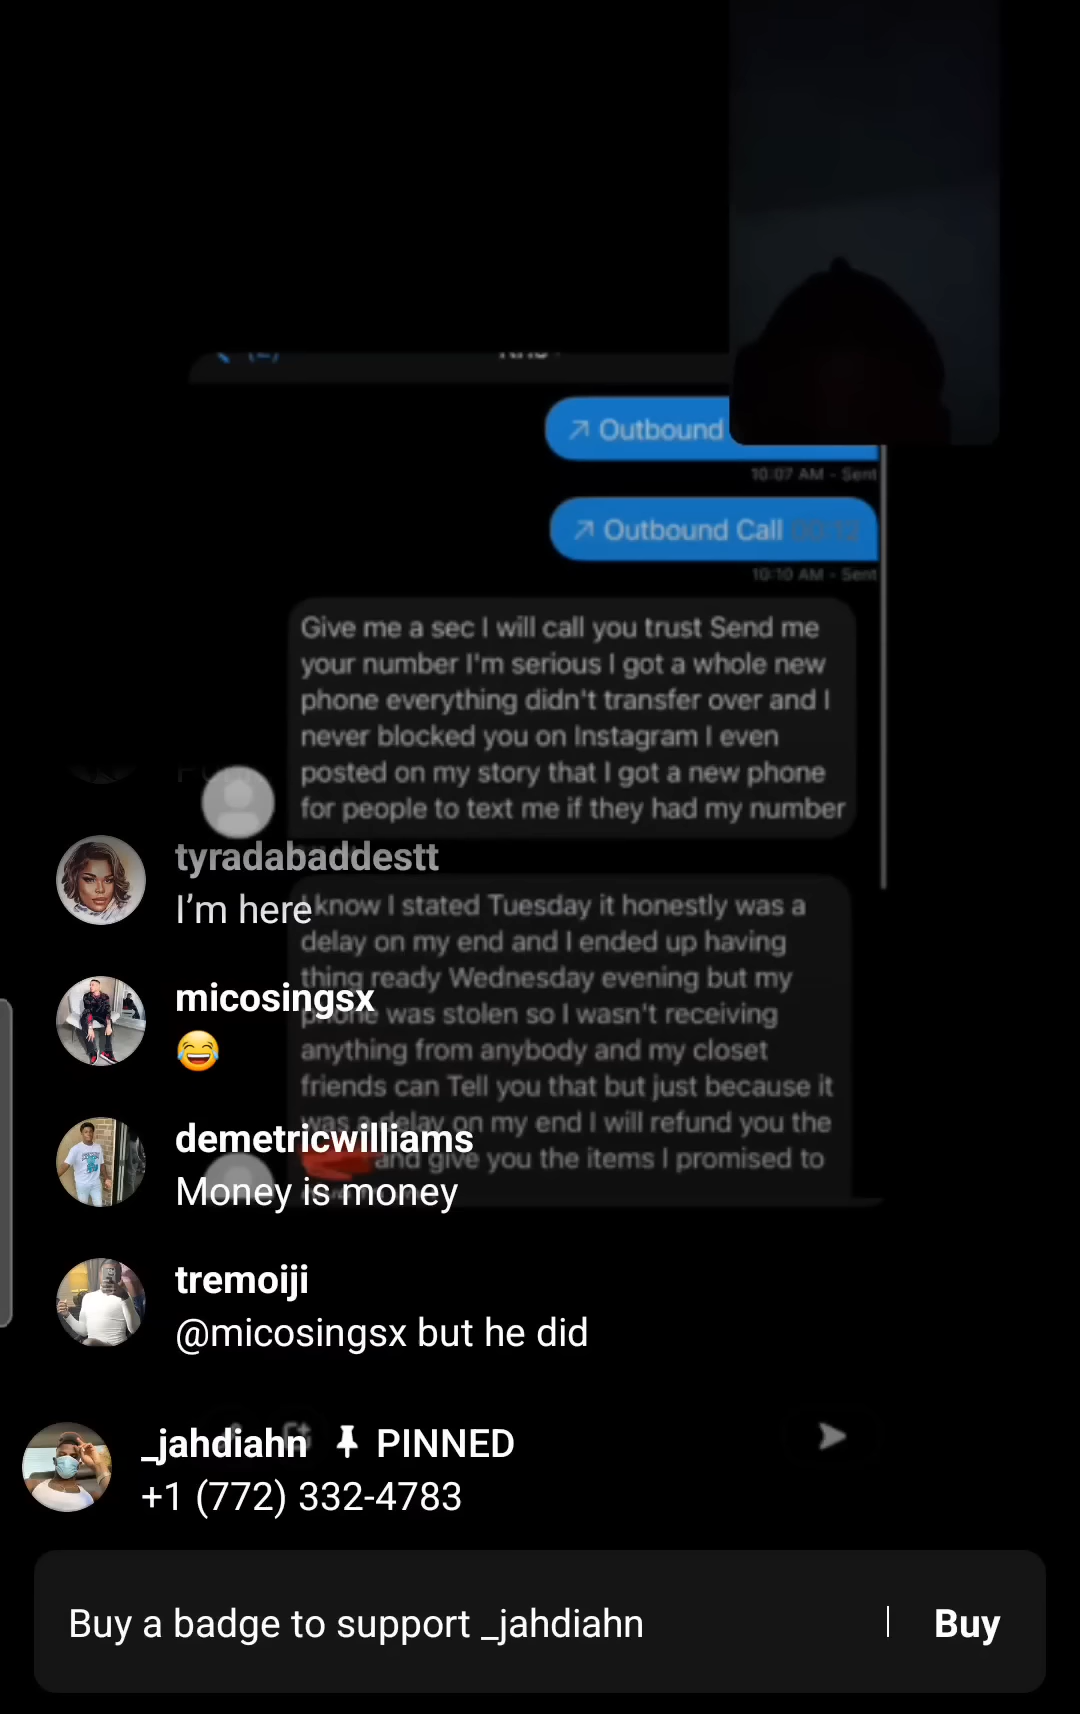 Outbound
10:07 AM - Sent
Outbound Call 00:12
10:10 AM - Sent
Give me a sec I will call you trust Send me
your number I'm serious I got a whole new
phone everything didn't transfer over and I
never blocked you on Instagram I even
posted on my story that I got a new phone
for people to text me if they had my number
I know I stated Tuesday it honestly was a
delay on my end and I ended up having
thing ready Wednesday evening but my
phone was stolen so I wasn't receiving
anything from anybody and my closet
friends can Tell you that but just because it
was a delay on my end I will refund you the
and give you the items I promised to
tyradabaddestt
I’m here
micosingsx
😂
demetricwilliams
Money is money
tremoiji
@micosingsx but he did
_jahdiahn PINNED
+1 (772) 332-4783
Buy a badge to support _jahdiahn | Buy